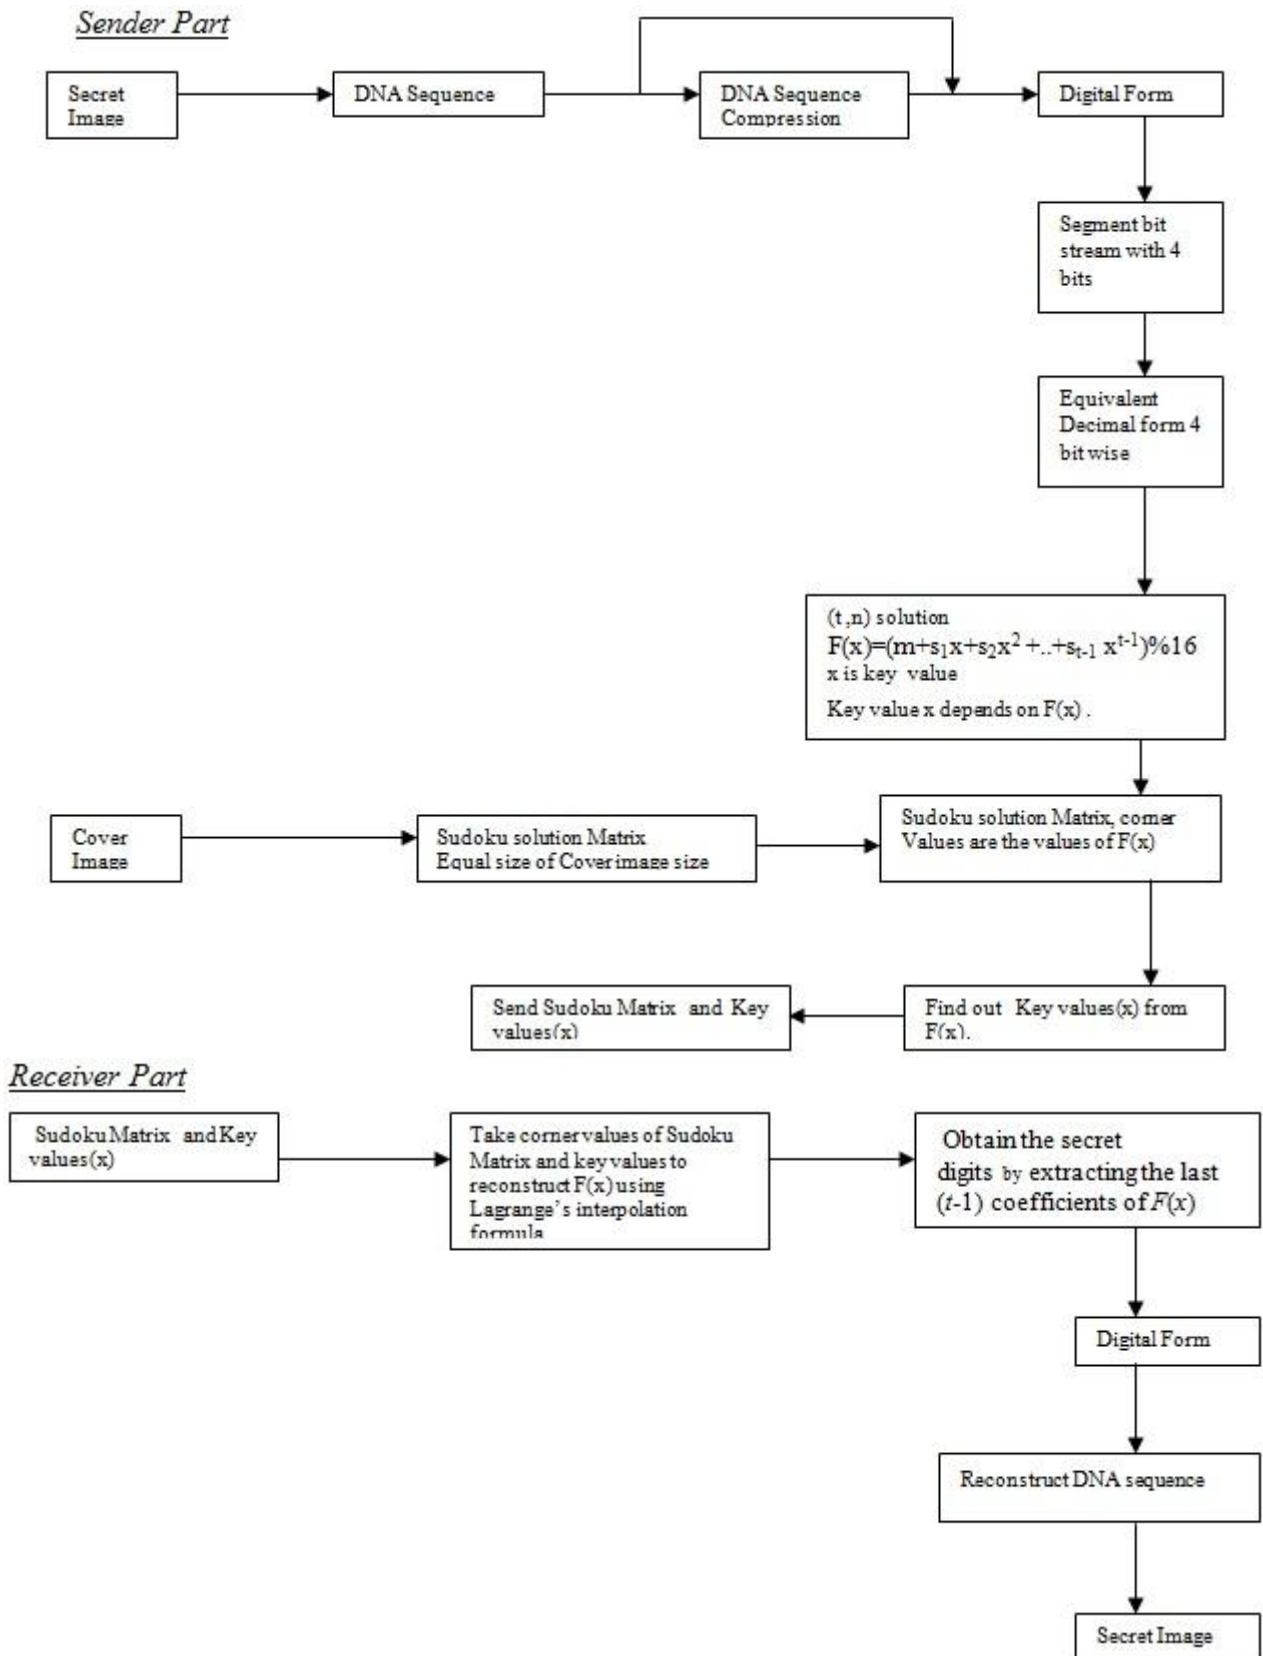 Sender Part
Secret
Image
DNA Sequence
DNA Sequence
Compression
Digital Form
Segment bit
stream with 4
bits
Equivalent
Decimal form 4
bit wise
(t ,n) solution
F(x)=(m+s₁x+s₂x² +..+sₜ₋₁ xᵗ⁻¹)%16
x is key value
Key value x depends on F(x) .
Cover
Image
Sudoku solution Matrix
Equal size of Cover image size
Sudoku solution Matrix, corner
Values are the values of F(x)
Send Sudoku Matrix and Key
values(x)
Find out Key values(x) from
F(x).
Receiver Part
Sudoku Matrix and Key
values(x)
Take corner values of Sudoku
Matrix and key values to
reconstruct F(x) using
Lagrange's interpolation
formula
Obtain the secret
digits by extracting the last
(t-1) coefficients of F(x)
Digital Form
Reconstruct DNA sequence
Secret Image